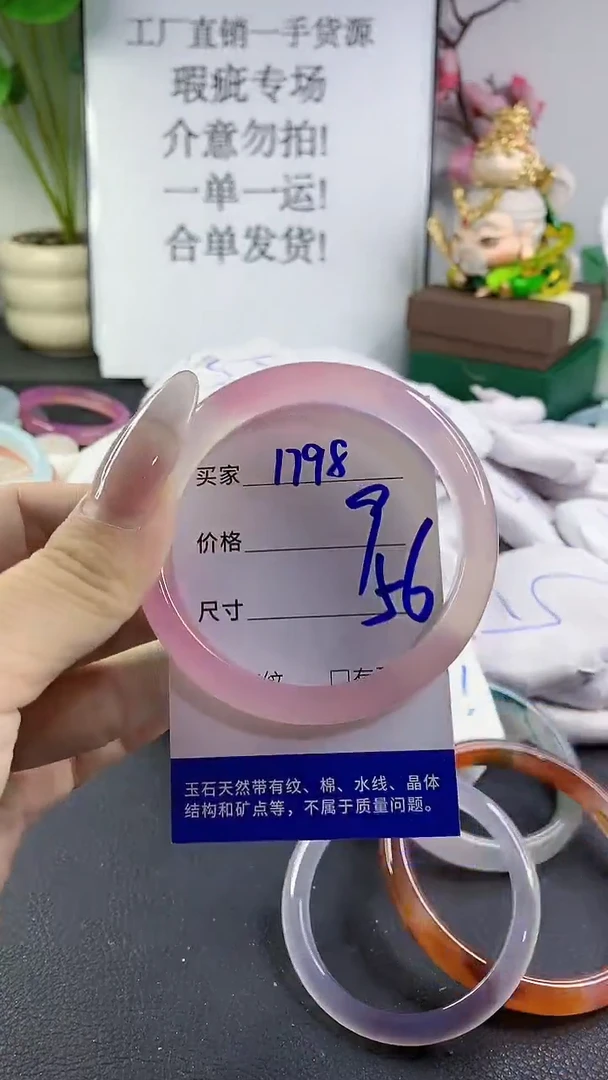 工厂直销一手货源
瑕疵专场
介意勿拍!
一单一运!
合单发货!
买家 1798
价格 9
尺寸 56
玉石天然带有纹、棉、水线、晶体
结构和矿点等，不属于质量问题。